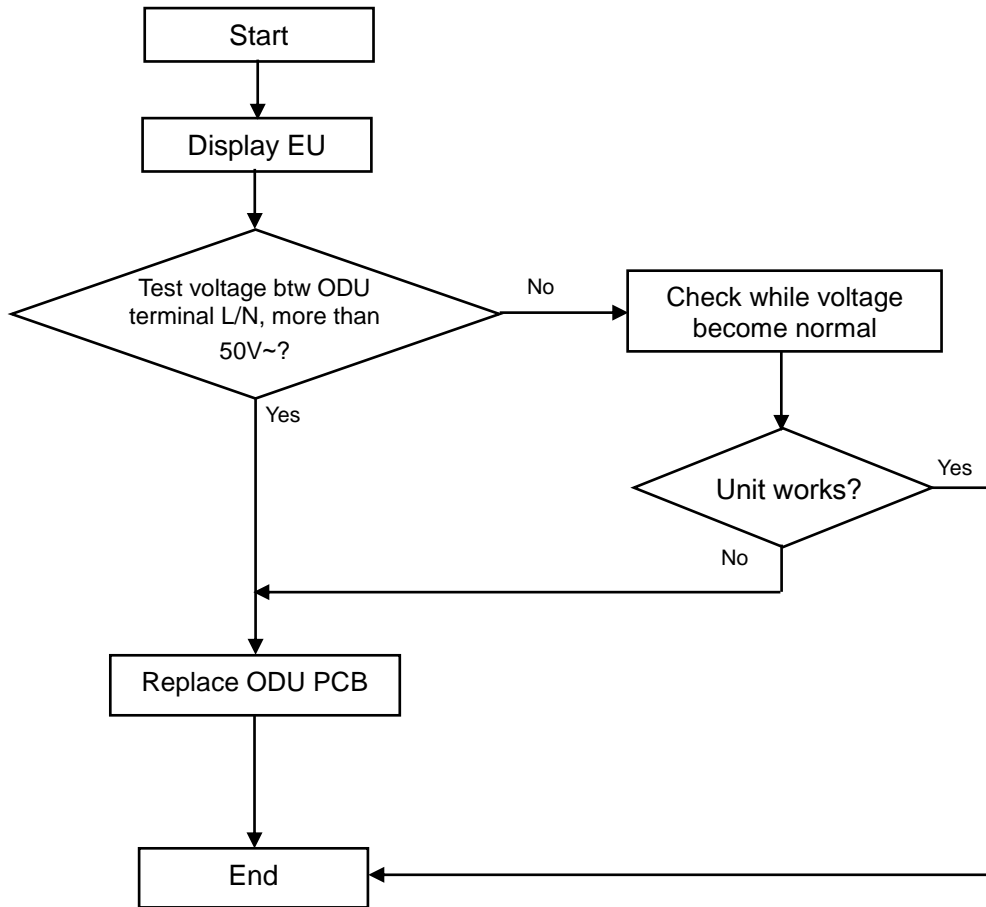 Start
Display EU
Test voltage btw ODU
terminal L/N, more than
50V~?
No
Check while voltage
become normal
Yes
Unit works?
Yes
No
Replace ODU PCB
End